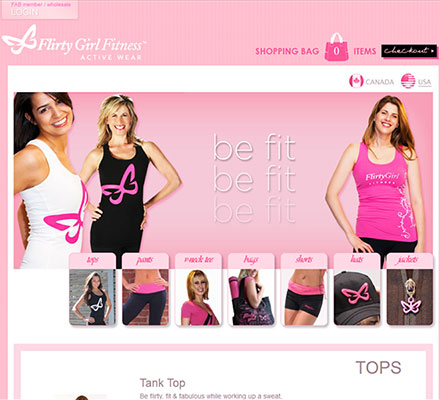 FAB member / wholesale
LOGIN
Flirty Girl Fitness™
ACTIVE WEAR
SHOPPING BAG 0 ITEMS checkout
CANADA USA
be fit
be fit
be fit
FlirtyGirl
FITNESS
tops pants v-neck tee bags shorts hats jackets
TOPS
Tank Top
Be flirty, fit & fabulous while working up a sweat.